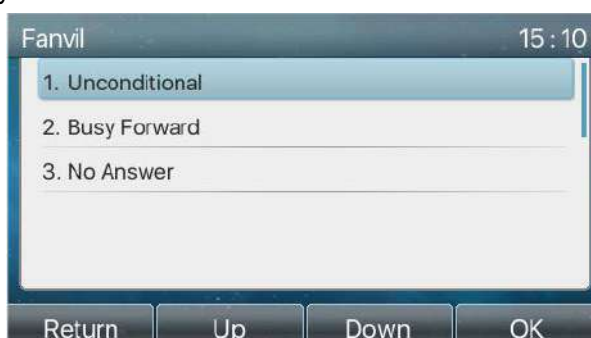 Fanvil 15:10
1. Unconditional
2. Busy Forward
3. No Answer
Return Up Down OK